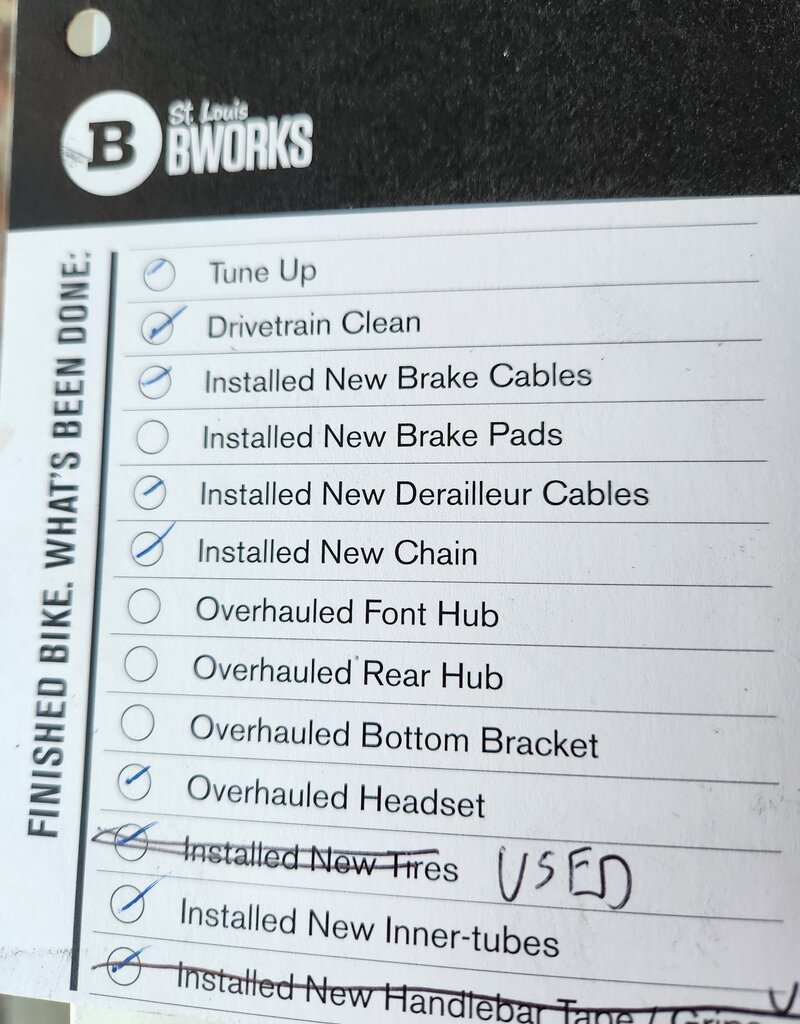 B
St Louis
BWORKS
FINISHED BIKE. WHAT'S BEEN DONE:
Tune Up
Drivetrain Clean
Installed New Brake Cables
Installed New Brake Pads
Installed New Derailleur Cables
Installed New Chain
Overhauled Font Hub
Overhauled Rear Hub
Overhauled Bottom Bracket
Overhauled Headset
Installed New Tires USED
Installed New Inner-tubes
Installed New Handlebar Tape /